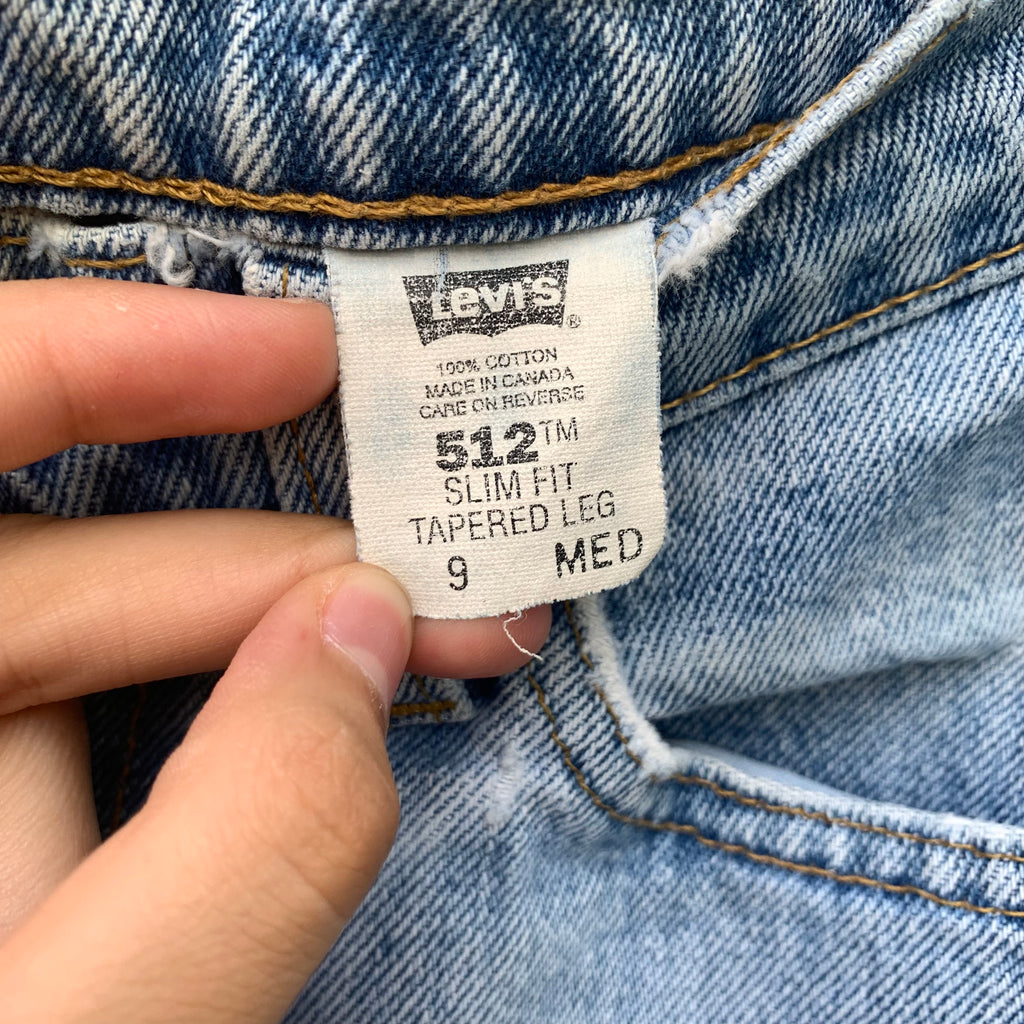 LEVI'S®
100% COTTON
MADE IN CANADA
CARE ON REVERSE
512™
SLIM FIT
TAPERED LEG
9 MED